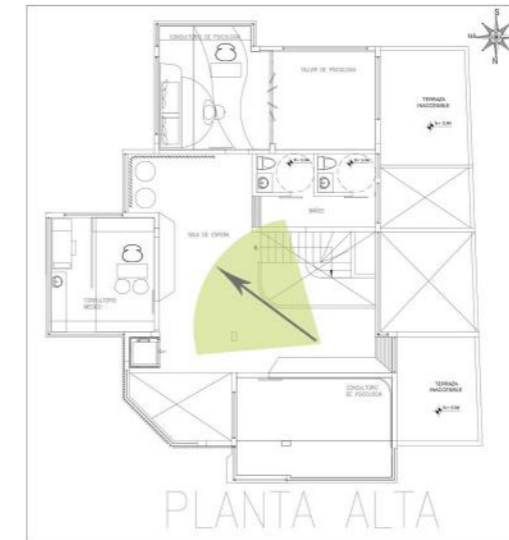 S
N
CONSULTORIO DE PSICOLOGIA
TALLER DE PSICOLOGIA
TERRAZA
INACCESIBLE
BAÑOS
SALA DE ESPERA
CONSULTORIO
MEDICO
CONSULTORIO
DE PSICOLOGIA
TERRAZA
INACCESIBLE
PLANTA ALTA